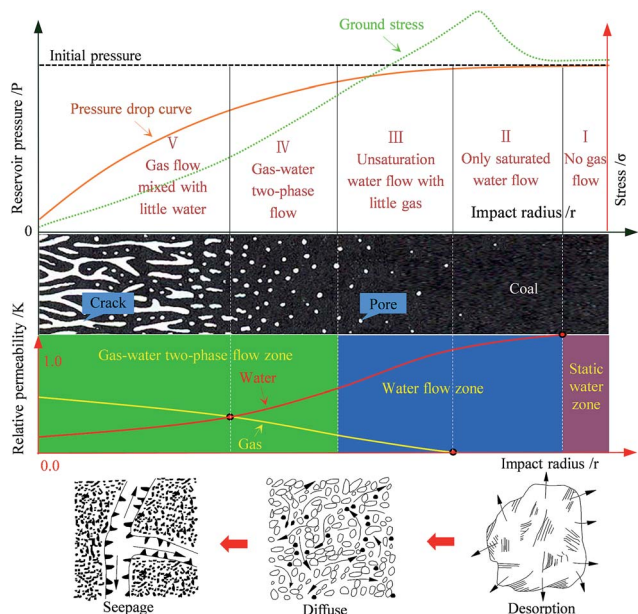 Ground stress
Initial pressure
Pressure drop curve
Reservoir pressure /P
Stress /σ
V
Gas flow
mixed with
little water
IV
Gas-water
two-phase
flow
III
Unsaturation
water flow with
little gas
II
Only saturated
water flow
I
No gas
flow
Impact radius /r
0
Crack
Pore
Coal
Relative permeability /K
1.0
Gas-water two-phase flow zone
Water
Gas
Water flow zone
Static
water
zone
0.0
Impact radius /r
Seepage
Diffuse
Desorption